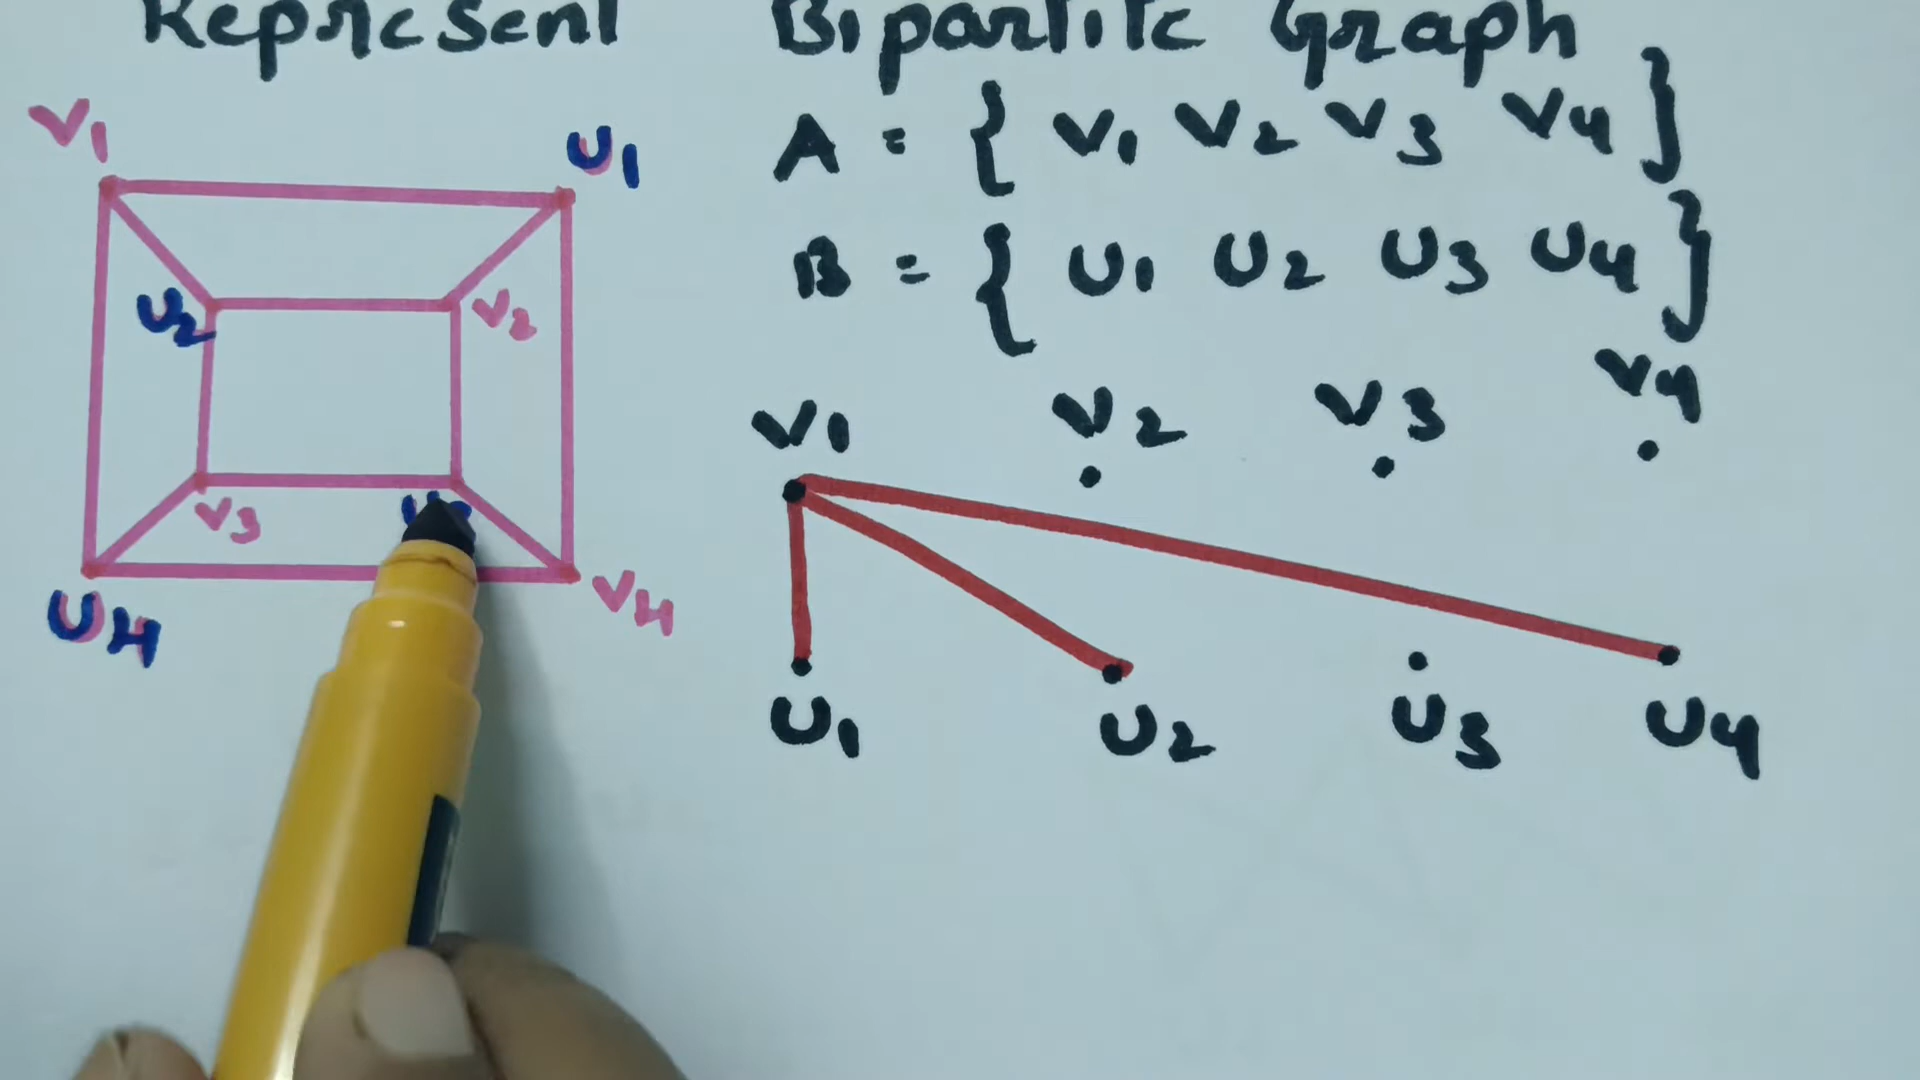 Represent Bipartite Graph
V1 U1
A = { V1 V2 V3 V4 }
B = { U1 U2 U3 U4 }
U2 V2
V3
U4 V4
V1 V2 V3 V4
U1 U2 U3 U4